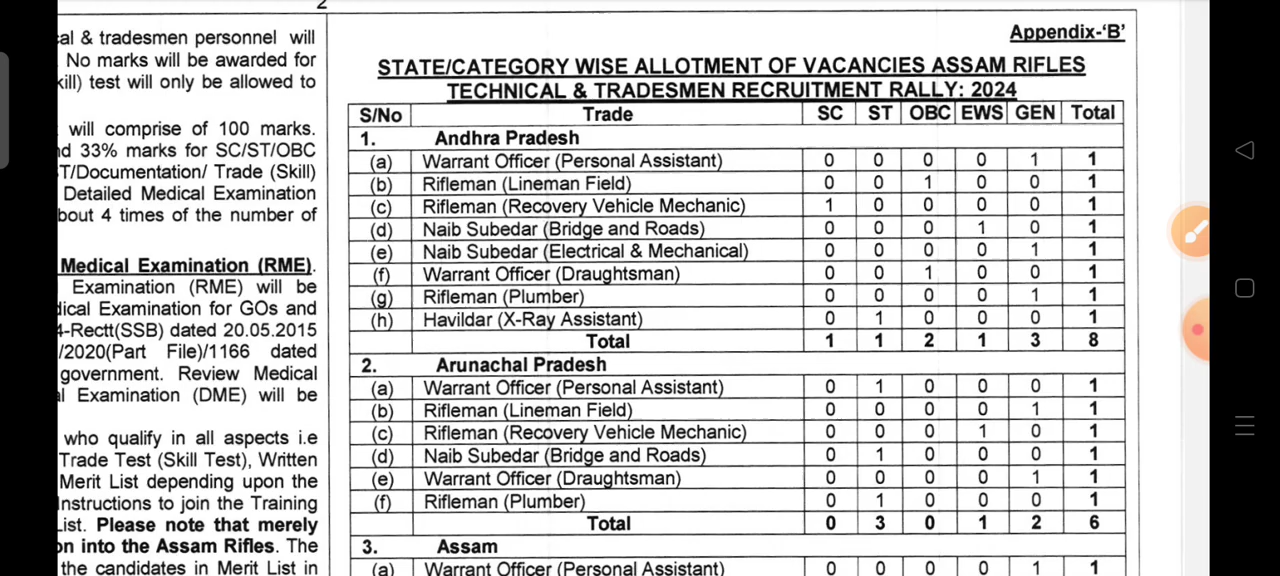 2
al & tradesmen personnel will
No marks will be awarded for
kill) test will only be allowed to
will comprise of 100 marks.
nd 33% marks for SC/ST/OBC
T/Documentation/ Trade (Skill)
Detailed Medical Examination
bout 4 times of the number of
Medical Examination (RME).
Examination (RME) will be
dical Examination for GOs and
4-Rectt(SSB) dated 20.05.2015
/2020(Part File)/1166 dated
government. Review Medical
al Examination (DME) will be
who qualify in all aspects i.e
Trade Test (Skill Test), Written
Merit List depending upon the
Instructions to join the Training
List. Please note that merely
on into the Assam Rifles. The
the candidates in Merit List in
Appendix-'B'
STATE/CATEGORY WISE ALLOTMENT OF VACANCIES ASSAM RIFLES
TECHNICAL & TRADESMEN RECRUITMENT RALLY: 2024
S/No Trade SC ST OBC EWS GEN Total
1. Andhra Pradesh
(a) Warrant Officer (Personal Assistant) 0 0 0 0 1 1
(b) Rifleman (Lineman Field) 0 0 1 0 0 1
(c) Rifleman (Recovery Vehicle Mechanic) 1 0 0 0 0 1
(d) Naib Subedar (Bridge and Roads) 0 0 0 1 0 1
(e) Naib Subedar (Electrical & Mechanical) 0 0 0 0 1 1
(f) Warrant Officer (Draughtsman) 0 0 1 0 0 1
(g) Rifleman (Plumber) 0 0 0 0 1 1
(h) Havildar (X-Ray Assistant) 0 1 0 0 0 1
Total 1 1 2 1 3 8
2. Arunachal Pradesh
(a) Warrant Officer (Personal Assistant) 0 1 0 0 0 1
(b) Rifleman (Lineman Field) 0 0 0 0 1 1
(c) Rifleman (Recovery Vehicle Mechanic) 0 0 0 1 0 1
(d) Naib Subedar (Bridge and Roads) 0 1 0 0 0 1
(e) Warrant Officer (Draughtsman) 0 0 0 0 1 1
(f) Rifleman (Plumber) 0 1 0 0 0 1
Total 0 3 0 1 2 6
3. Assam
(a) Warrant Officer (Personal Assistant) 0 0 0 0 1 1